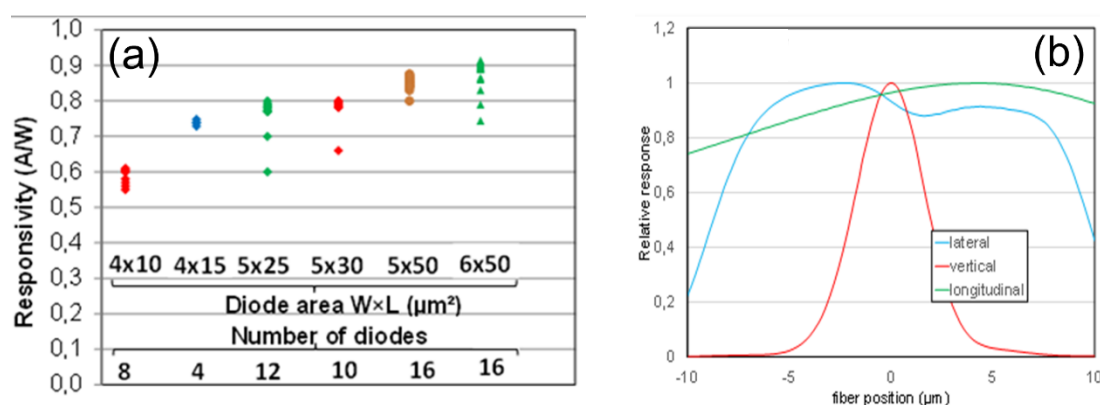 (a)
Responsivity (A/W)
1,0
0,9
0,8
0,7
0,6
0,5
0,4
0,3
0,2
0,1
0,0
4x10 4x15 5x25 5x30 5x50 6x50
Diode area W×L (µm²)
Number of diodes
8 4 12 10 16 16
(b)
Relative response
1,2
1
0,8
0,6
0,4
0,2
0
-10 -5 0 5 10
fiber position (µm)
lateral
vertical
longitudinal